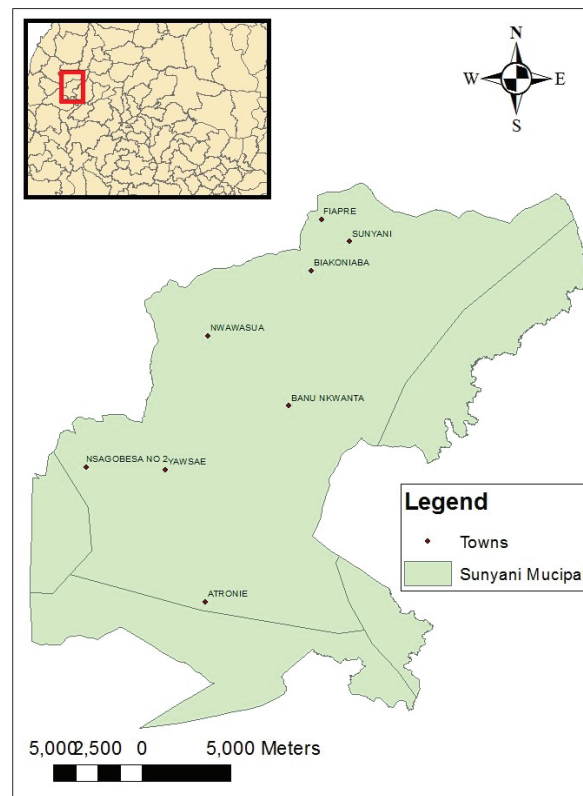 N
W E
S
FIAPRE
SUNYANI
BIAKONIABA
NWAWASUA
BANU NKWANTA
NSAGOBESA NO 2 YAWSAE
ATRONIE
Legend
Towns
Sunyani Mucipal
5,000 2,500 0 5,000 Meters